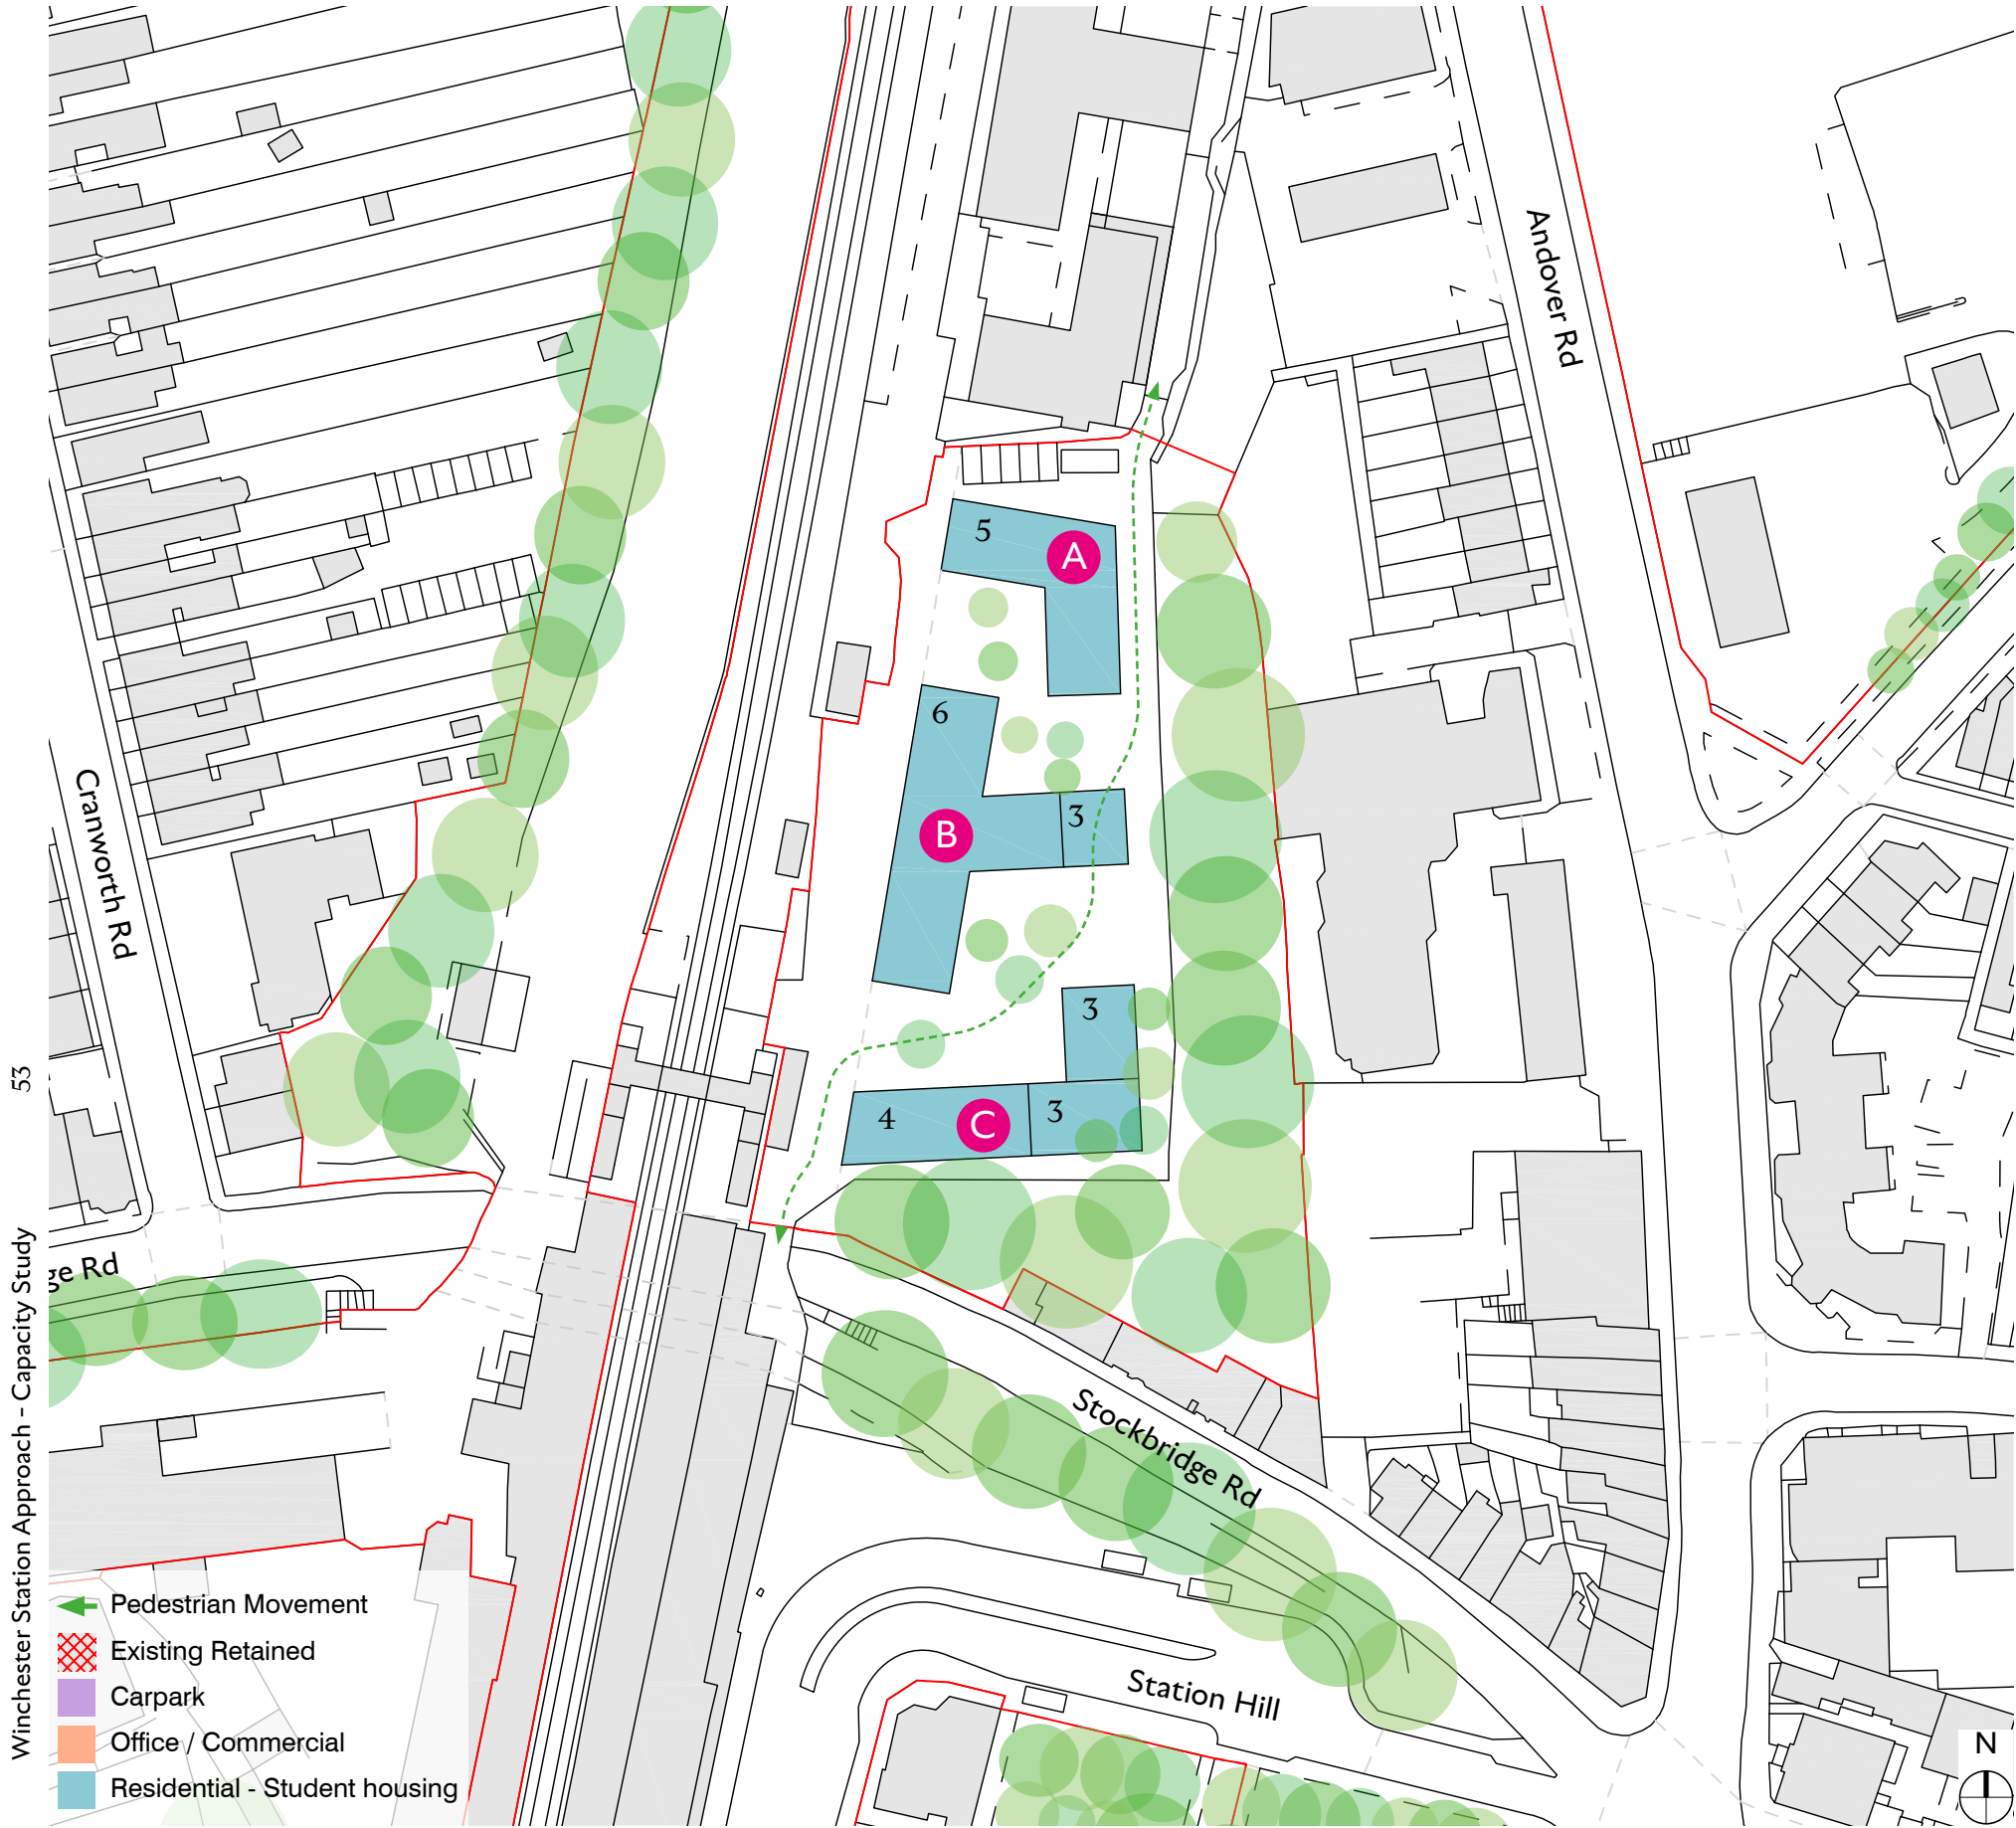 Andover Rd
5
A
6
3
B
Cranworth Rd
3
4
C
3
ge Rd
Stockbridge Rd
Station Hill
53
Winchester Station Approach - Capacity Study
Pedestrian Movement
Existing Retained
Carpark
Office / Commercial
Residential - Student housing
N